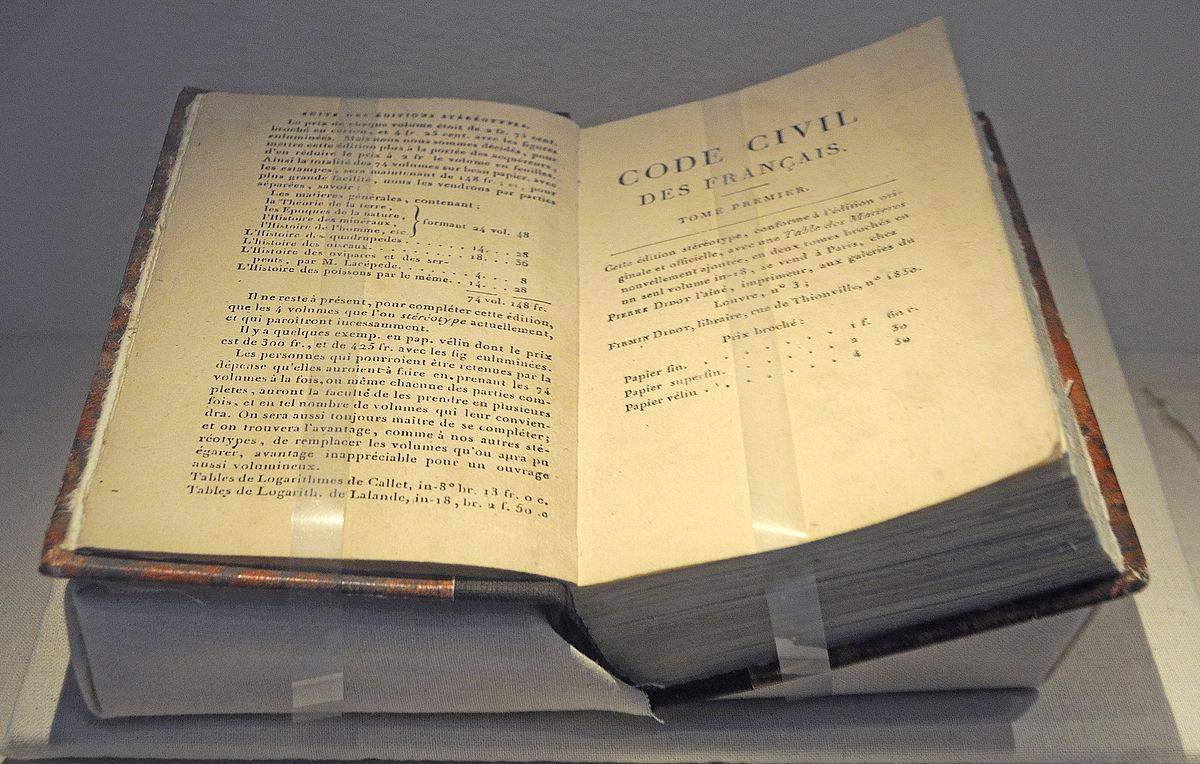 SUITE DES ÉDITIONS STÉRÉOTYPES.
Le prix de chaque volume étoit de 2 fr. 75 cent.
broché en carton, et 4 fr. 25 cent. avec les figures
enluminées. Mais nous nous sommes décidés, pour
mettre cette édition plus à la portée des acquéreurs,
d'en réduire le prix à 2 fr. le volume en feuilles.
Ainsi la totalité des 74 volumes sur beau papier, avec
les estampes, sera maintenant de 148 fr. ; et, pour
plus grande facilité, nous les vendrons par parties
séparées, savoir :
Les matieres générales, contenant :
la Théorie de la terre,
les Époques de la nature,
l'Histoire des minéraux,
l'Histoire de l'homme, etc.
} formant 24 vol. 48
L'Histoire des quadrupedes. . . . . . . 14. . . 28
L'Histoire des oiseaux. . . . . . . . . 18. . . 36
L'Histoire des ovipares et des ser-
pents, par M. Lacépede. . . . . . 4. . . 8
L'Histoire des poissons par le même. . 14. . . 28
74 vol. 148 fr.
Il ne reste à présent, pour compléter cette édition,
que les 4 volumes que l'on stéréotype actuellement,
et qui paroîtront incessamment.
Il y a quelques exemp. en pap. vélin dont le prix
est de 300 fr., et de 425 fr. avec les fig enluminées.
Les personnes qui pourroient être retenues par la
dépense qu'elles auroient à faire en prenant les 74
volumes à la fois, ou même chacune des parties com-
pletes, auront la faculté de les prendre en plusieurs
fois, et en tel nombre de volumes qui leur convien-
dra. On sera aussi toujours maître de se compléter;
et on trouvera l'avantage, comme à nos autres sté-
réotypes, de remplacer les volumes qu'on aura pu
égarer, avantage inappréciable pour un ouvrage
aussi volumineux.
Tables de Logarithmes de Callet, in-8° br. 13 fr. 0 c.
Tables de Logarith. de Lalande, in-18, br. 2 f. 50 c
CODE CIVIL
DES FRANÇAIS.
TOME PREMIER.
Cette édition stéréotype, conforme à l'édition ori-
ginale et officielle, avec une Table des Matieres
nouvellement ajoutée, en deux tomes brochés en
un seul volume in-18, se vend à Paris, chez
PIERRE DIDOT l'aîné, imprimeur, aux galeries du
Louvre, n° 3 ;
FIRMIN DIDOT, libraire, rue de Thionville, n° 1850.
Prix broché :
Papier fin. . . . . . . . . 1 f. 60 c.
Papier superfin. . . . . . . 2 50
Papier vélin . . . . . . . . 4 50